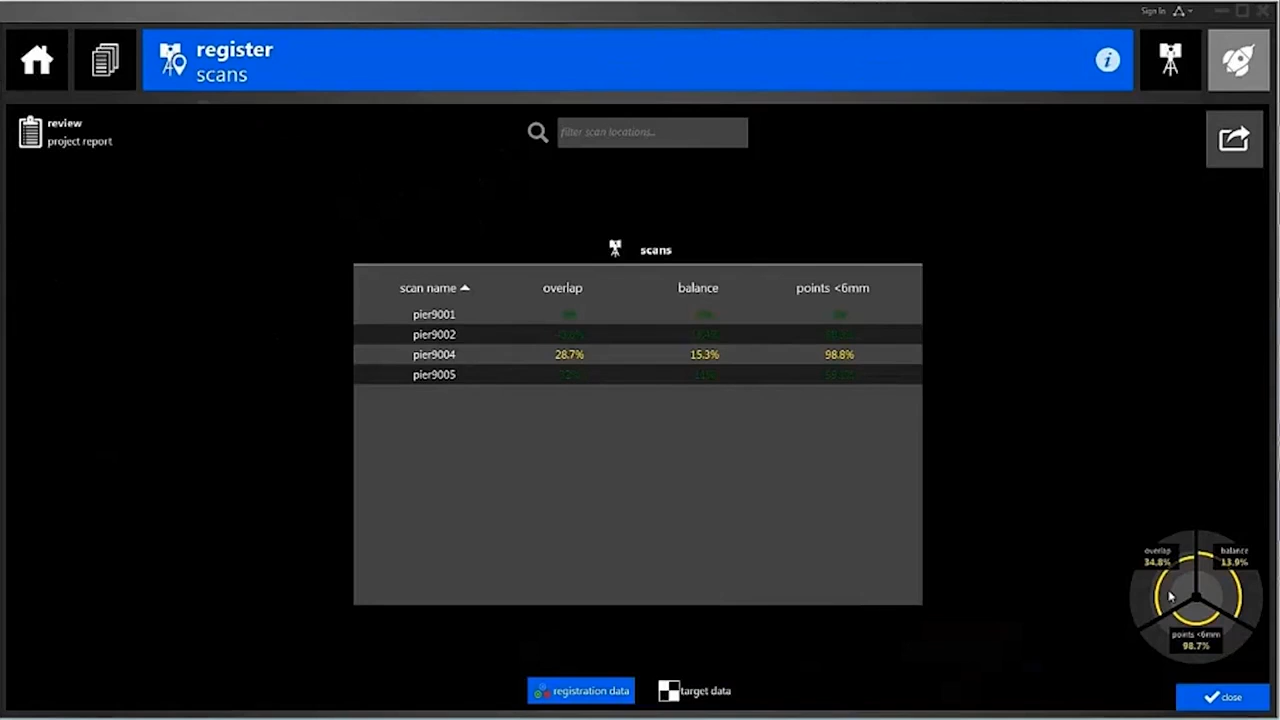 Sign In
register
scans
i
review
project report
filter scan locations...
scans
scan name overlap balance points <6mm
pier9001
pier9002
pier9004 28.7% 15.3% 98.8%
pier9005
overlap balance
34.8% 13.9%
points <6mm
98.7%
registration data target data
close